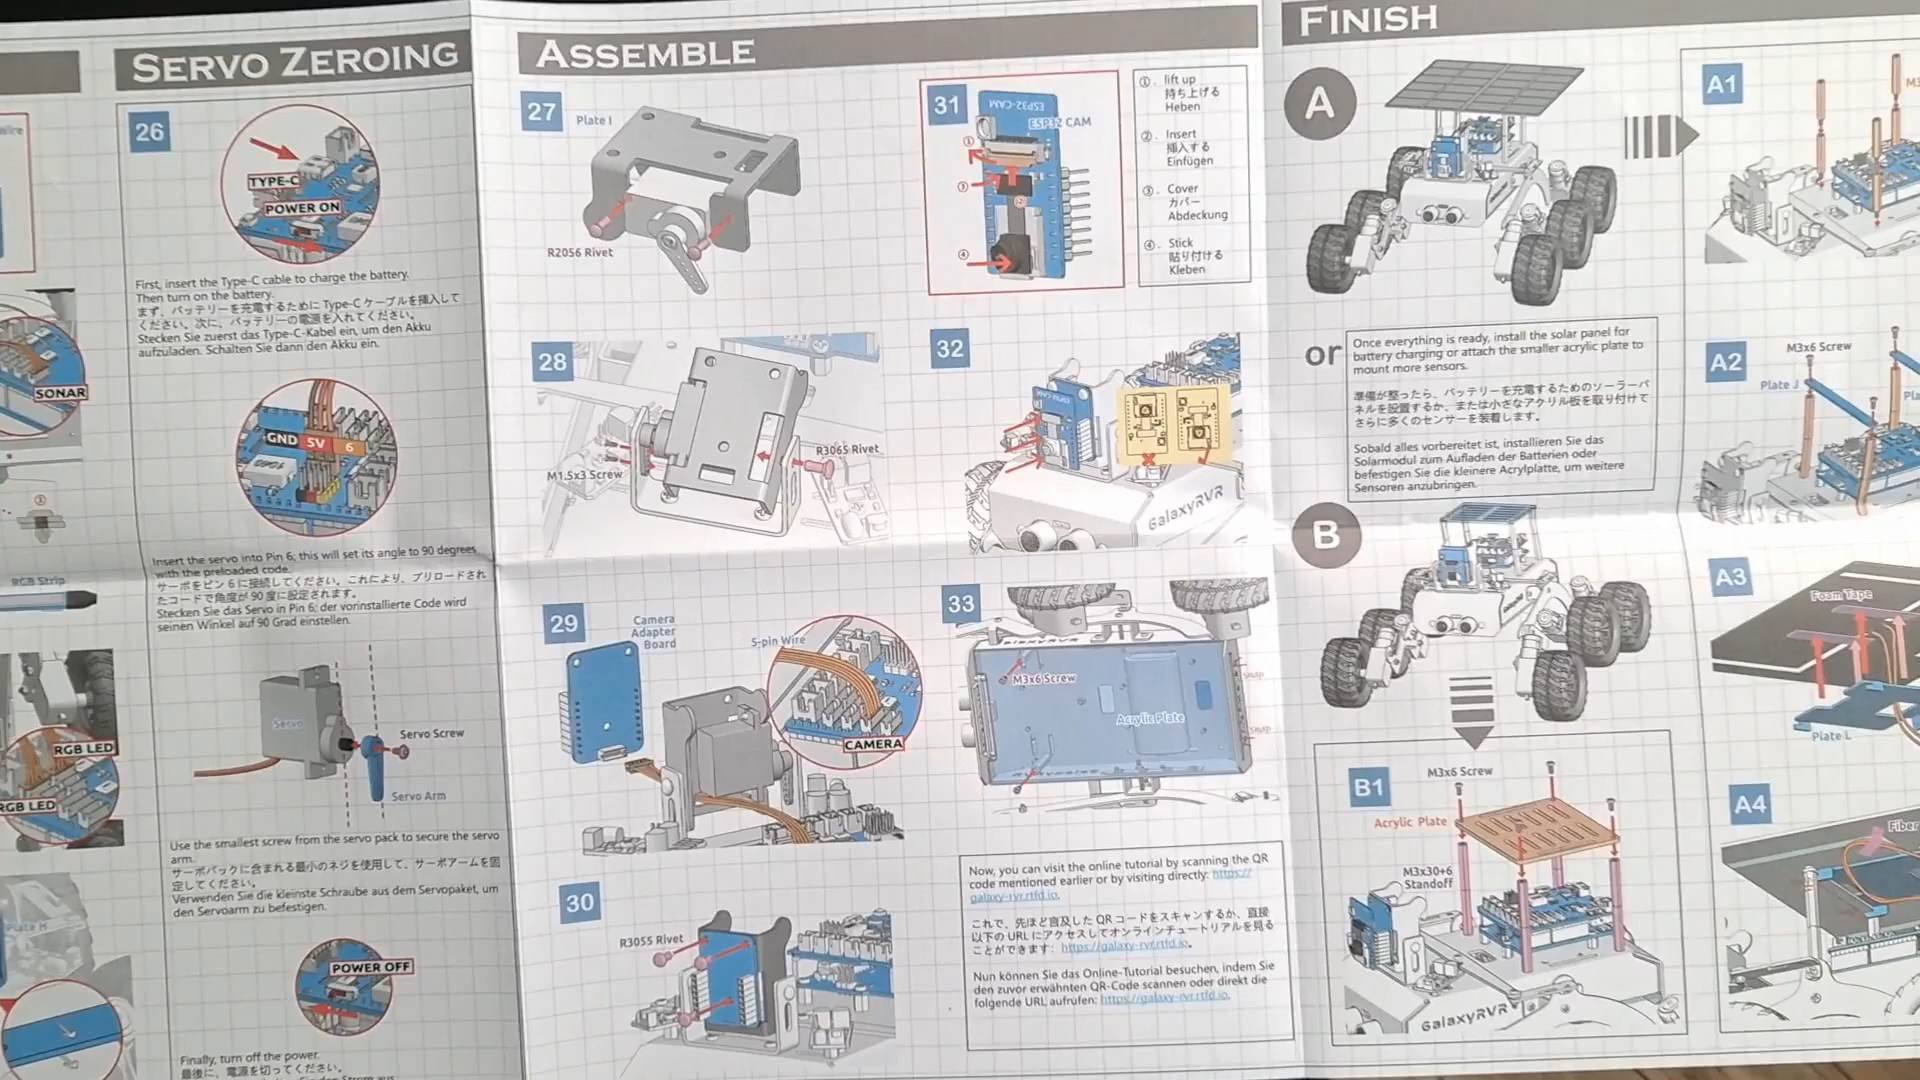 SERVO ZEROING
26
TYPE-C
POWER ON
First, insert the Type-C cable to charge the battery.
Then turn on the battery.
まず、バッテリーを充電するために Type-C ケーブルを挿入して
ください。次に、バッテリーの電源を入れてください。
Stecken Sie zuerst das Type-C-Kabel ein, um den Akku
aufzuladen. Schalten Sie dann den Akku ein.
SONAR
GND 5V 6
Insert the servo into Pin 6; this will set its angle to 90 degrees
with the preloaded code.
サーボをピン 6 に接続してください。これにより、プリロードされ
たコードで角度が 90 度に設定されます。
Stecken Sie das Servo in Pin 6; der vorinstallierte Code wird
seinen Winkel auf 90 Grad einstellen.
③
RGB Strip
Servo
Servo Screw
Servo Arm
RGB LED
RGB LED
Use the smallest screw from the servo pack to secure the servo
arm.
サーボパックに含まれる最小のネジを使用して、サーボアームを固
定してください。
Verwenden Sie die kleinste Schraube aus dem Servopaket, um
den Servoarm zu befestigen.
Plate H
POWER OFF
Finally, turn off the power.
最後に、電源を切ってください。
ASSEMBLE
27
Plate I
R2056 Rivet
28
M1.5x3 Screw
R3065 Rivet
29
Camera
Adapter
Board
5-pin Wire
CAMERA
30
R3055 Rivet
31
ESP32-CAM
ESP32 CAM
①
③
②
④
①. lift up
持ち上げる
Heben
②. Insert
挿入する
Einfügen
③. Cover
カバー
Abdeckung
④. Stick
貼り付ける
Kleben
32
ESP32-CAM
GalaxyRVR
33
M3x6 Screw
Acrylic Plate
Now, you can visit the online tutorial by scanning the QR
code mentioned earlier or by visiting directly: https://
galaxy-rvr.rtfd.io.
これで、先ほど言及した QR コードをスキャンするか、直接
以下の URL にアクセスしてオンラインチュートリアルを見る
ことができます：https://galaxy-rvr.rtfd.io。
Nun können Sie das Online-Tutorial besuchen, indem Sie
den zuvor erwähnten QR-Code scannen oder direkt die
folgende URL aufrufen: https://galaxy-rvr.rtfd.io.
FINISH
A
or
Once everything is ready, install the solar panel for
battery charging or attach the smaller acrylic plate to
mount more sensors.
準備が整ったら、バッテリーを充電するためのソーラーパ
ネルを設置するか、または小さなアクリル板を取り付けて
さらに多くのセンサーを装着します。
Sobald alles vorbereitet ist, installieren Sie das
Solarmodul zum Aufladen der Batterien oder
befestigen Sie die kleinere Acrylplatte, um weitere
Sensoren anzubringen.
B
B1
M3x6 Screw
Acrylic Plate
M3x30+6
Standoff
GalaxyRVR
A1
A2
M3x6 Screw
Plate J
A3
Foam Tape
Plate L
A4